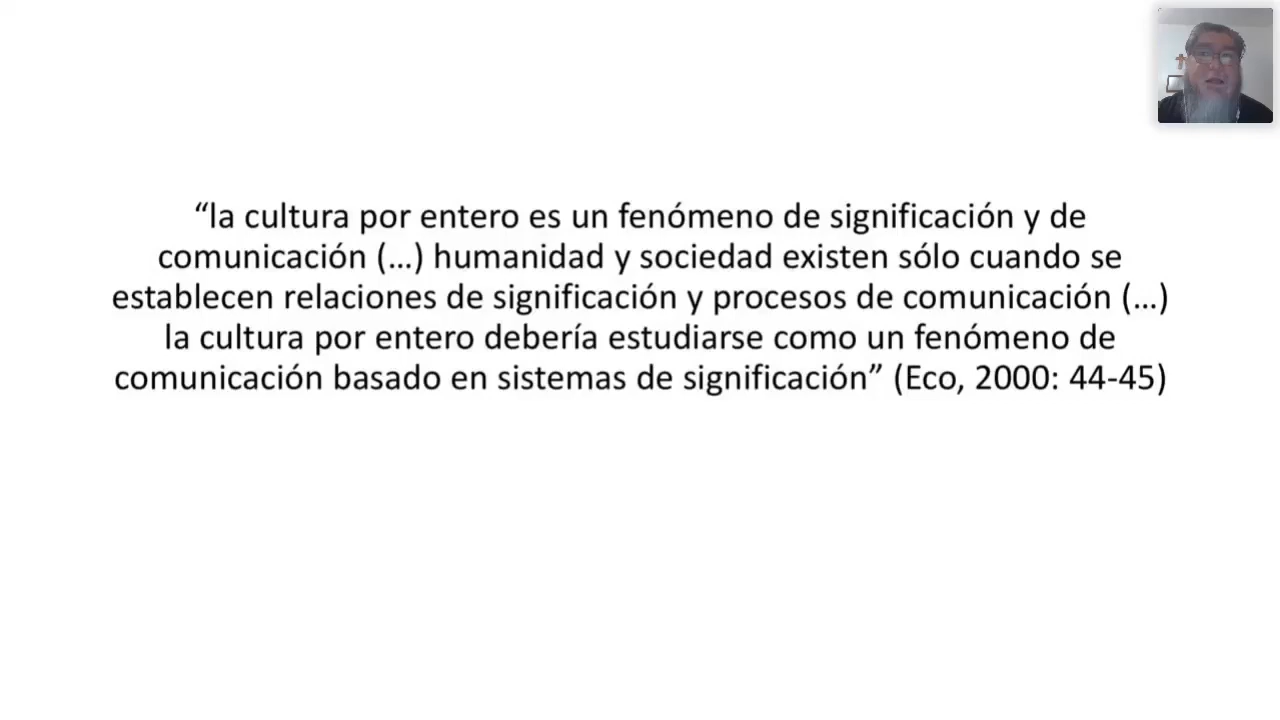 “la cultura por entero es un fenómeno de significación y de
comunicación (…) humanidad y sociedad existen sólo cuando se
establecen relaciones de significación y procesos de comunicación (…)
la cultura por entero debería estudiarse como un fenómeno de
comunicación basado en sistemas de significación” (Eco, 2000: 44-45)